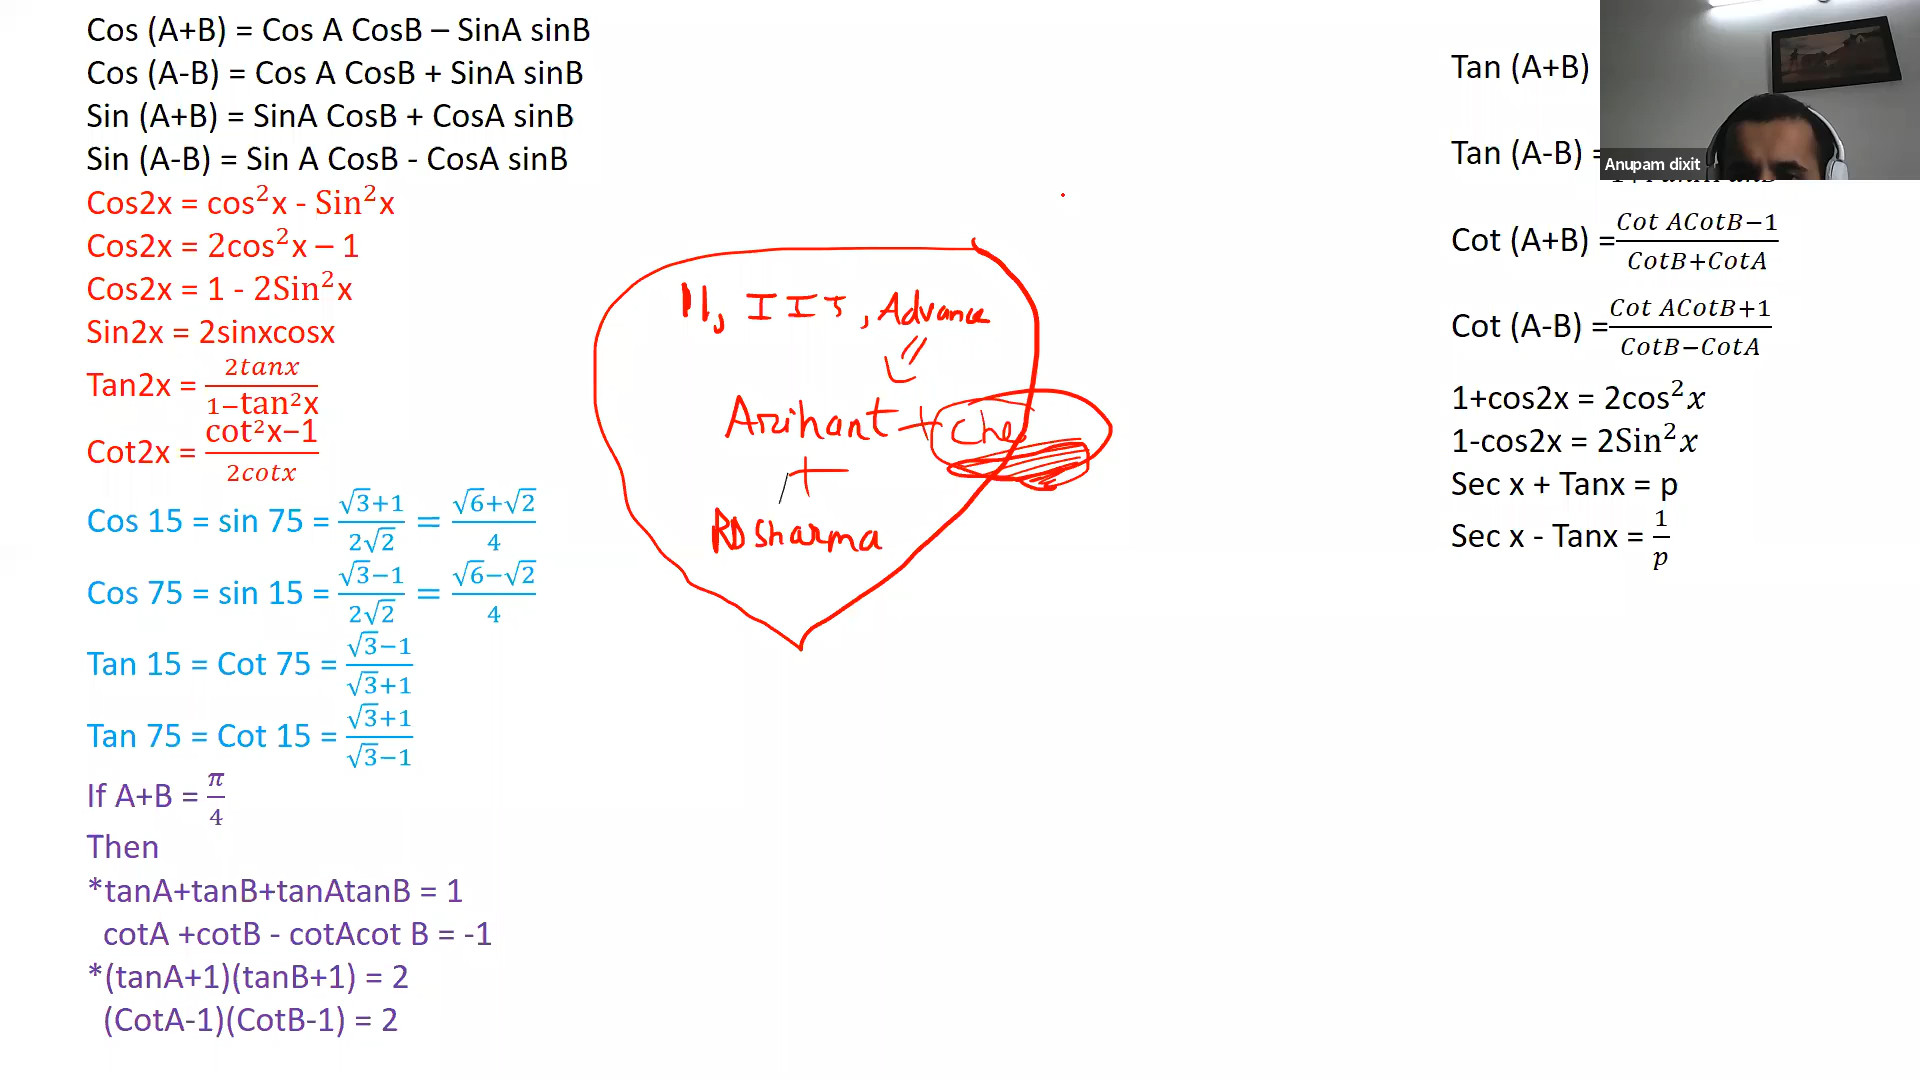 Cos (A+B) = Cos A CosB – SinA sinB
Cos (A-B) = Cos A CosB + SinA sinB
Sin (A+B) = SinA CosB + CosA sinB
Sin (A-B) = Sin A CosB - CosA sinB
Cos2x = cos²x - Sin²x
Cos2x = 2cos²x – 1
Cos2x = 1 - 2Sin²x
Sin2x = 2sinxcosx
Tan2x = 2tanx / 1−tan²x
Cot2x = cot²x−1 / 2cotx
Cos 15 = sin 75 = √3+1 / 2√2 = √6+√2 / 4
Cos 75 = sin 15 = √3−1 / 2√2 = √6−√2 / 4
Tan 15 = Cot 75 = √3−1 / √3+1
Tan 75 = Cot 15 = √3+1 / √3−1
If A+B = π / 4
Then
*tanA+tanB+tanAtanB = 1
cotA +cotB - cotAcot B = -1
*(tanA+1)(tanB+1) = 2
(CotA-1)(CotB-1) = 2
11, IIT, Advance
Arihant +
+
RD Sharma
Tan (A+B)
Tan (A-B) =
Anupam dixit
Cot (A+B) = Cot ACotB−1 / CotB+CotA
Cot (A-B) = Cot ACotB+1 / CotB−CotA
1+cos2x = 2cos²x
1-cos2x = 2Sin²x
Sec x + Tanx = p
Sec x - Tanx = 1 / p